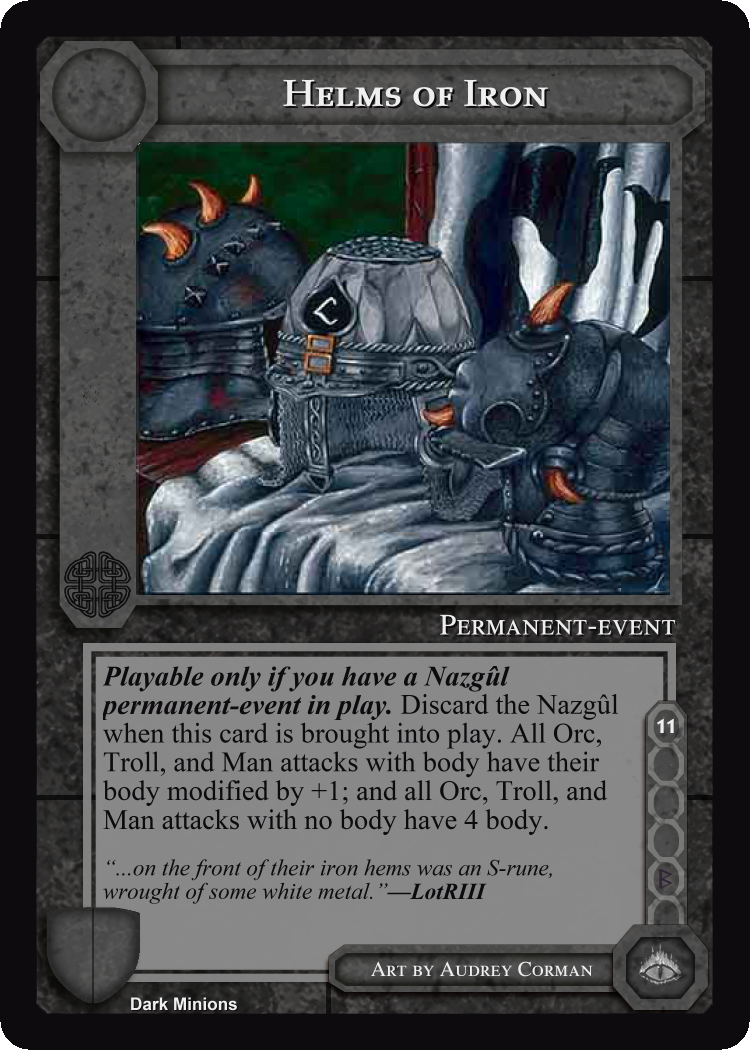 Helms of Iron
Permanent-event
Playable only if you have a Nazgûl
permanent-event in play. Discard the Nazgûl
when this card is brought into play. All Orc,
Troll, and Man attacks with body have their
body modified by +1; and all Orc, Troll, and
Man attacks with no body have 4 body.
11
“...on the front of their iron hems was an S-rune,
wrought of some white metal.”—LotRIII
B
Art by Audrey Corman
Dark Minions